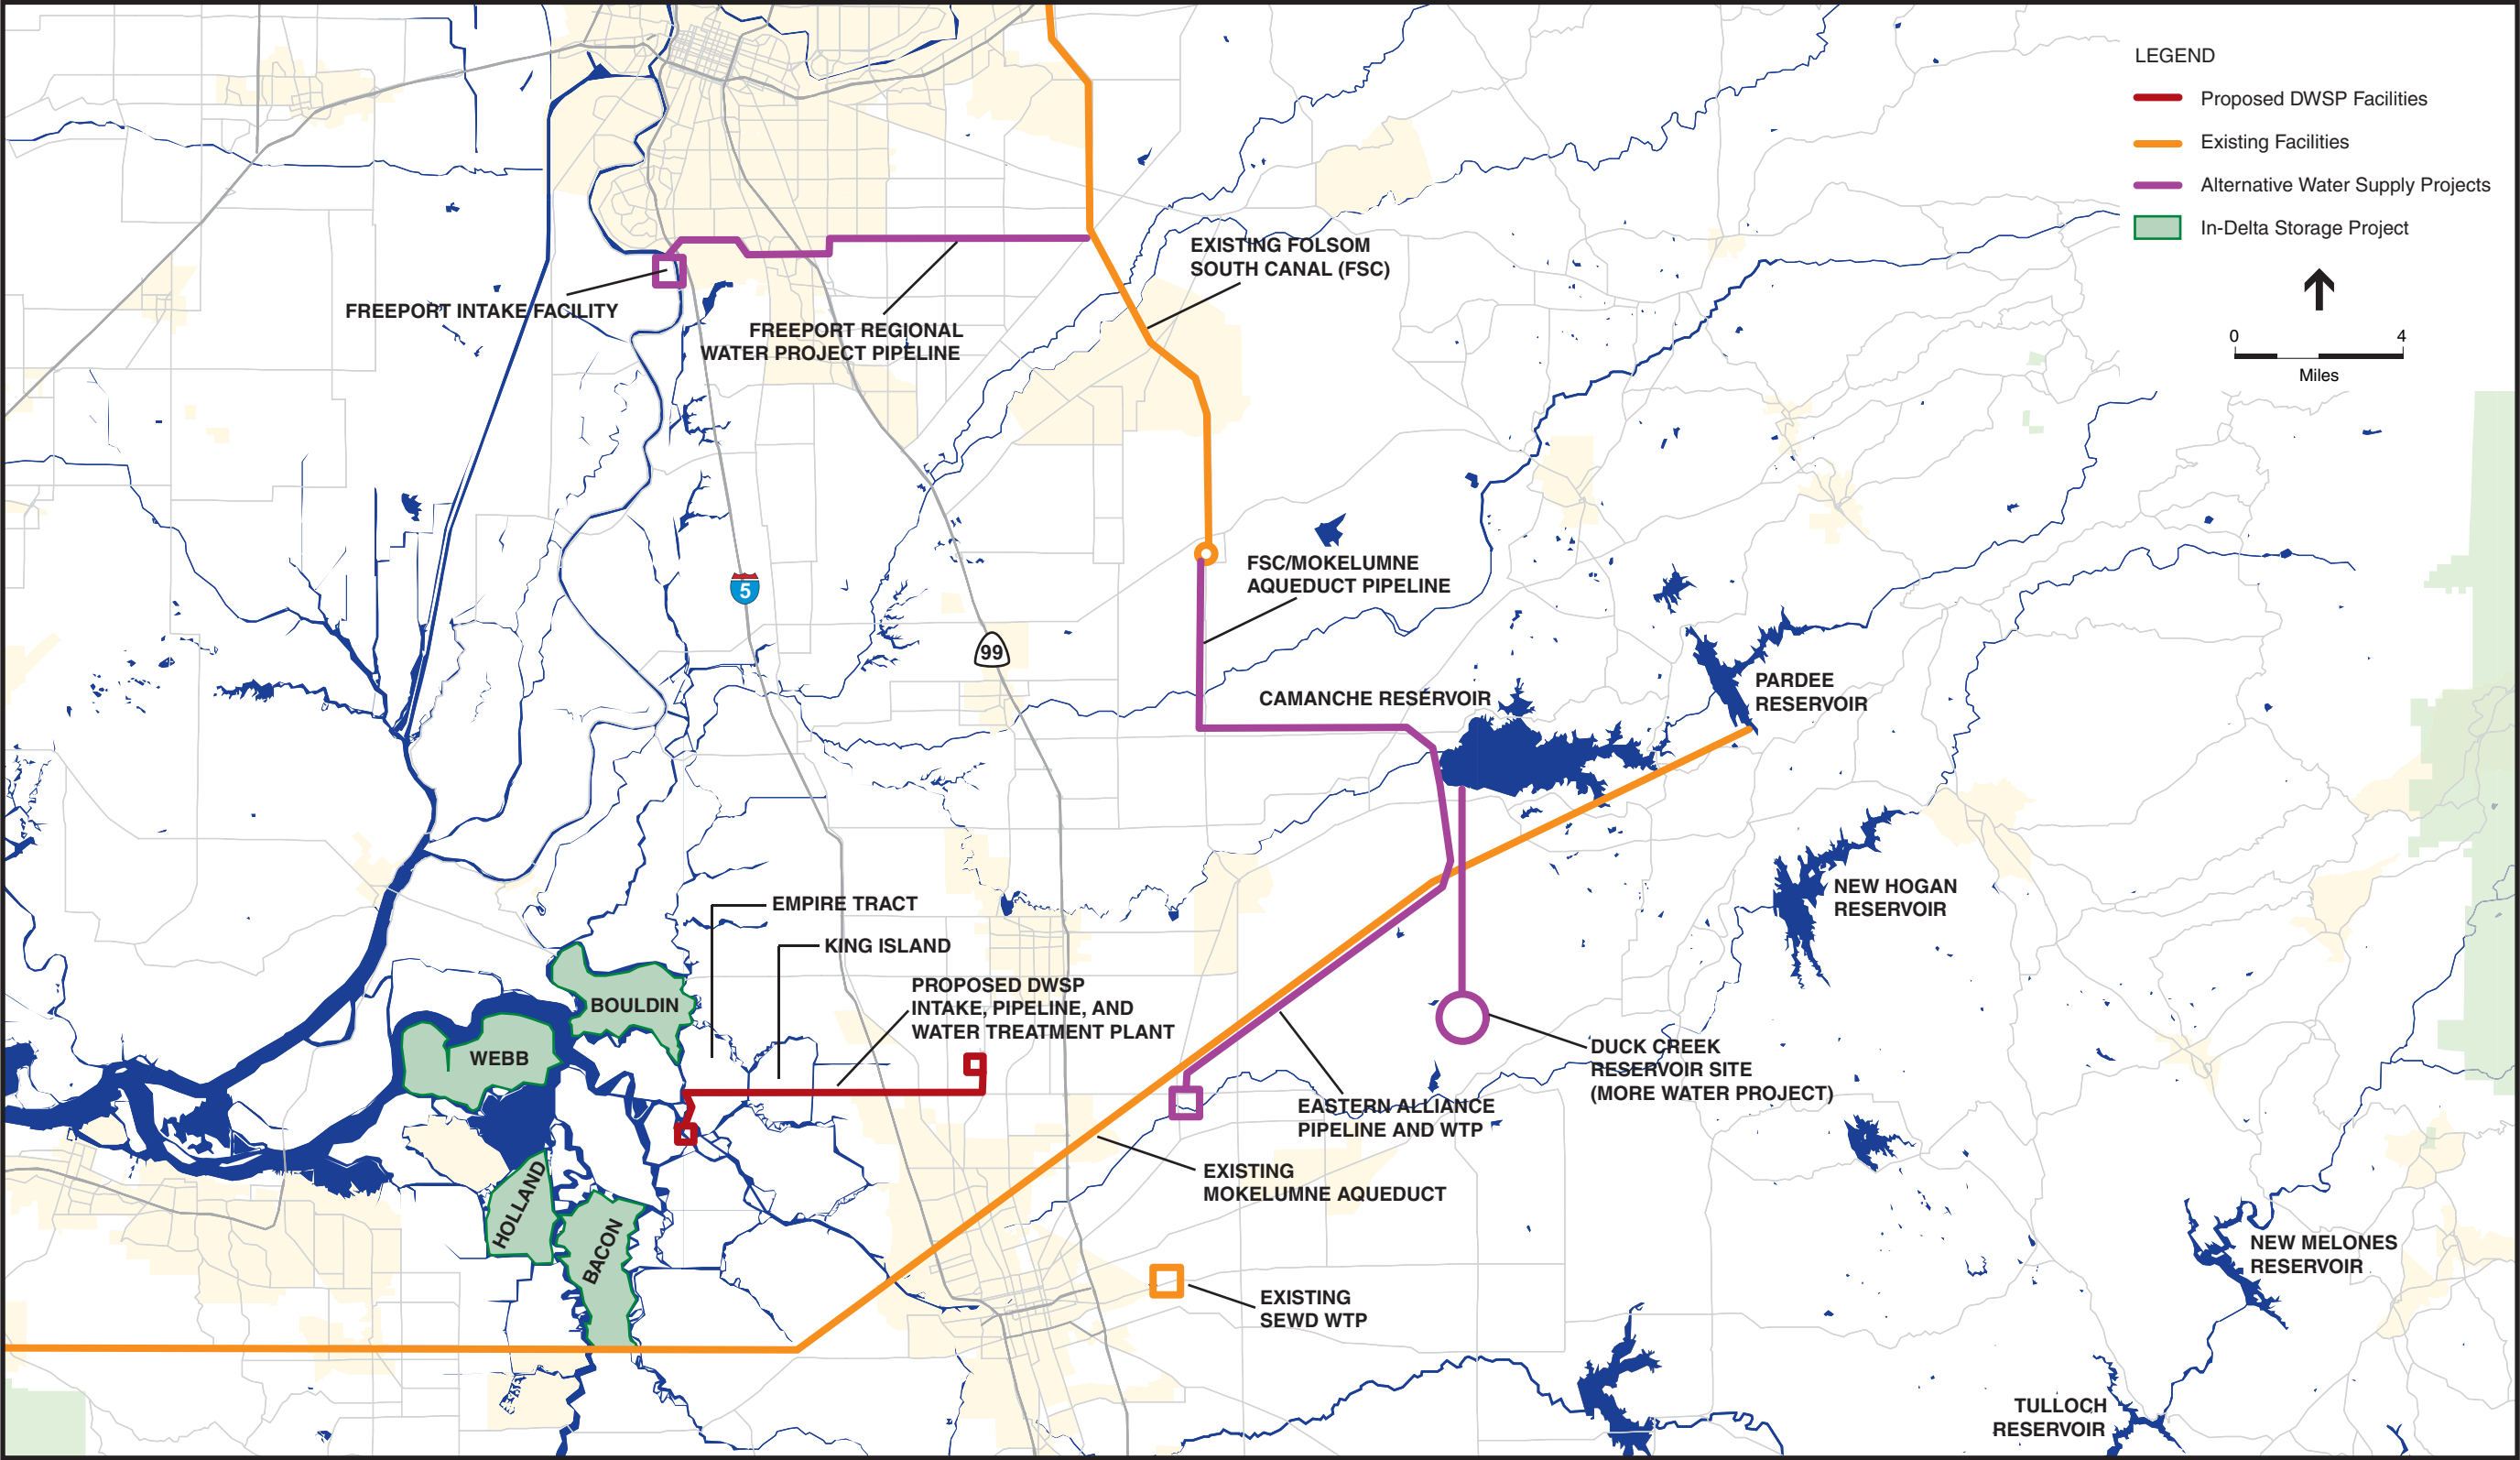 LEGEND
Proposed DWSP Facilities
Existing Facilities
Alternative Water Supply Projects
In-Delta Storage Project
0 4
Miles
EXISTING FOLSOM
SOUTH CANAL (FSC)
FREEPORT INTAKE FACILITY
FREEPORT REGIONAL
WATER PROJECT PIPELINE
FSC/MOKELUMNE
AQUEDUCT PIPELINE
5
99
CAMANCHE RESERVOIR
PARDEE
RESERVOIR
NEW HOGAN
RESERVOIR
EMPIRE TRACT
KING ISLAND
PROPOSED DWSP
INTAKE, PIPELINE, AND
WATER TREATMENT PLANT
BOULDIN
WEBB
HOLLAND
BACON
DUCK CREEK
RESERVOIR SITE
(MORE WATER PROJECT)
EASTERN ALLIANCE
PIPELINE AND WTP
EXISTING
MOKELUMNE AQUEDUCT
EXISTING
SEWD WTP
NEW MELONES
RESERVOIR
TULLOCH
RESERVOIR